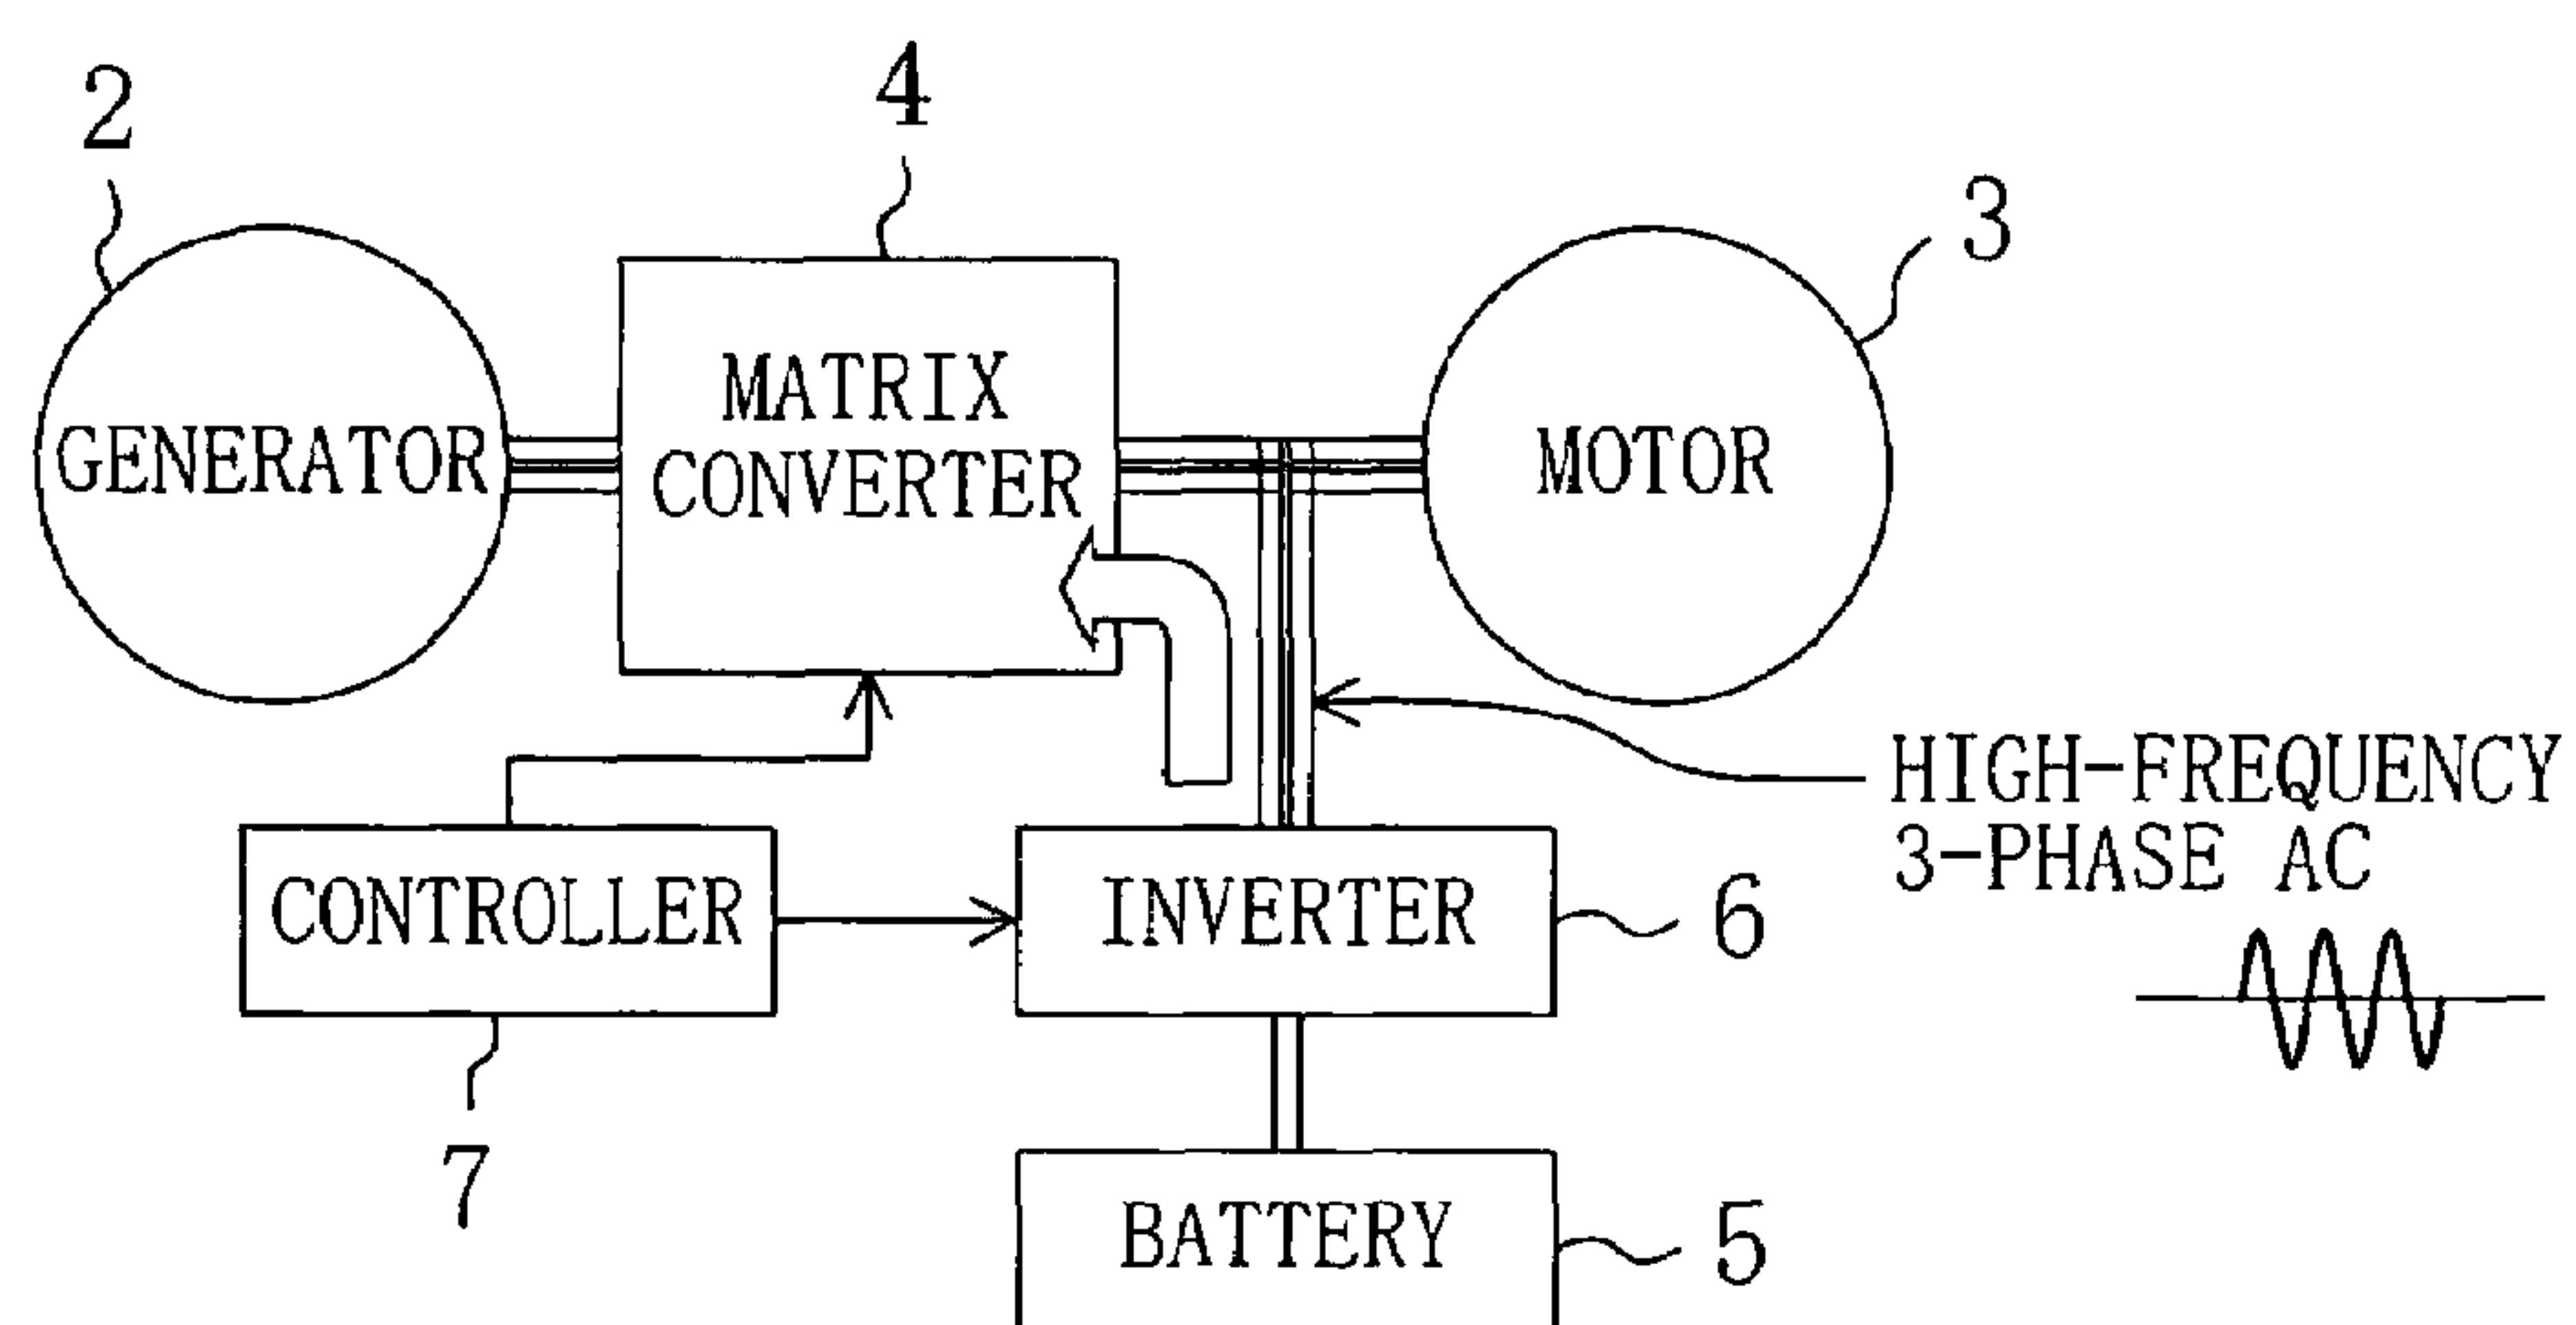 2
4
3
GENERATOR
MATRIX
CONVERTER
MOTOR
HIGH-FREQUENCY
3-PHASE AC
CONTROLLER
INVERTER
6
7
BATTERY
5